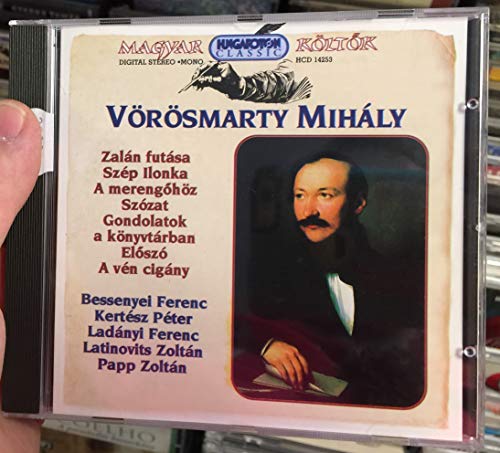 MAGYAR HUNGAROTON CLASSIC KÖLTŐK
DIGITAL STEREO • MONO HCD 14253
VÖRÖSMARTY MIHÁLY
Zalán futása
Szép Ilonka
A merengőhöz
Szózat
Gondolatok
a könyvtárban
Előszó
A vén cigány
Bessenyei Ferenc
Kertész Péter
Ladányi Ferenc
Latinovits Zoltán
Papp Zoltán